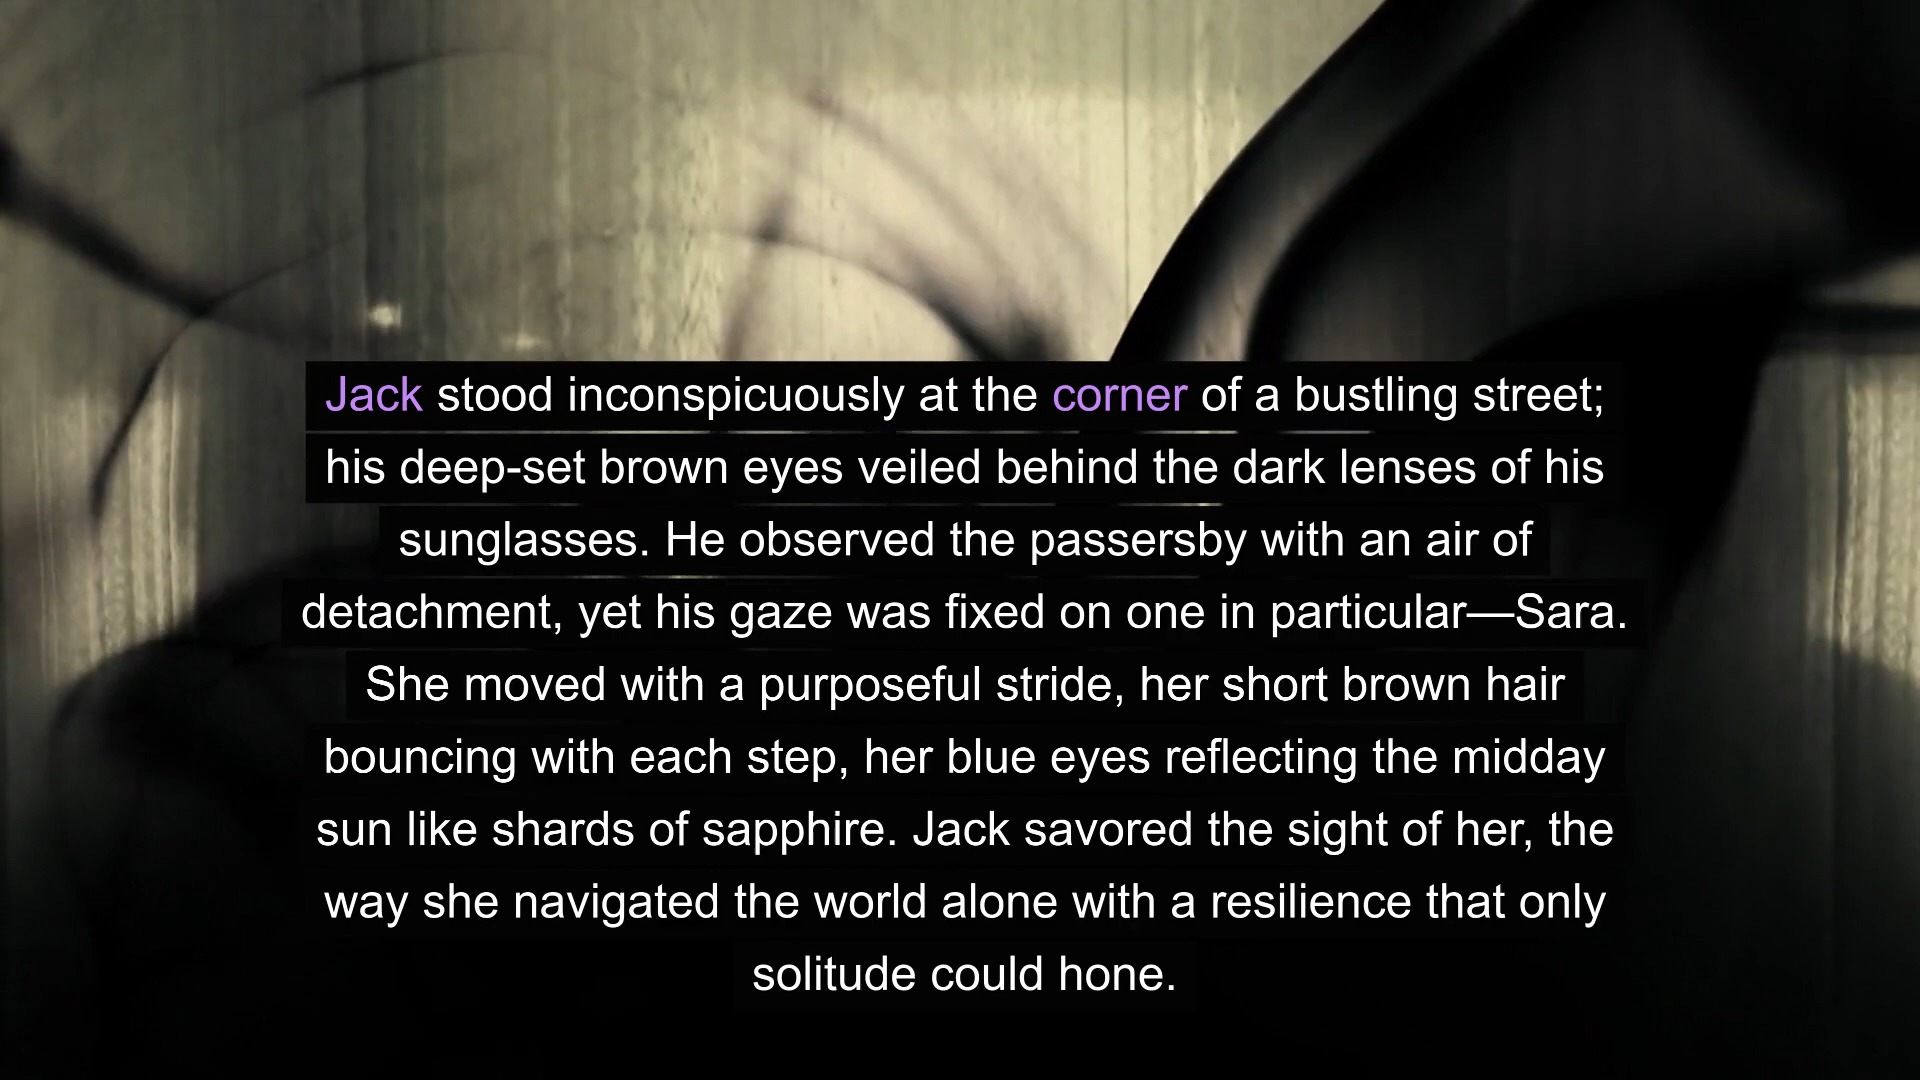 Jack stood inconspicuously at the corner of a bustling street;
his deep-set brown eyes veiled behind the dark lenses of his
sunglasses. He observed the passersby with an air of
detachment, yet his gaze was fixed on one in particular—Sara.
She moved with a purposeful stride, her short brown hair
bouncing with each step, her blue eyes reflecting the midday
sun like shards of sapphire. Jack savored the sight of her, the
way she navigated the world alone with a resilience that only
solitude could hone.